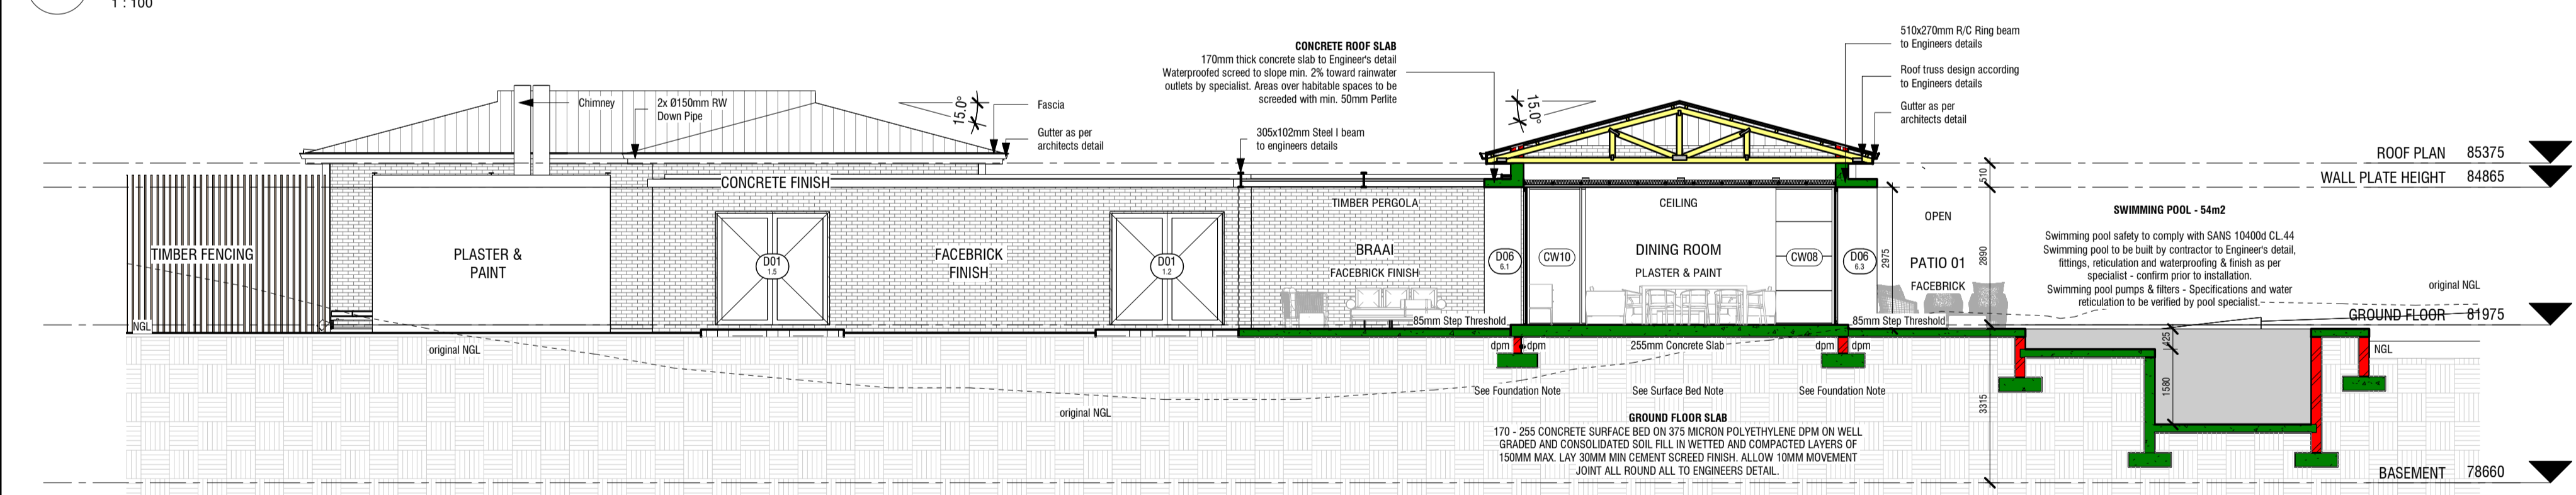 1 : 100
CONCRETE ROOF SLAB
170mm thick concrete slab to Engineer's detail
Waterproofed screed to slope min. 2% toward rainwater
outlets by specialist. Areas over habitable spaces to be
screeded with min. 50mm Perlite
510x270mm R/C Ring beam
to Engineers details
Roof truss design according
to Engineers details
Gutter as per
architects detail
Chimney
2x Ø150mm RW
Down Pipe
15.0°
Fascia
Gutter as per
architects detail
305x102mm Steel I beam
to engineers details
15.0°
ROOF PLAN 85375
510
WALL PLATE HEIGHT 84865
CONCRETE FINISH
TIMBER PERGOLA
CEILING
OPEN
SWIMMING POOL - 54m2
Swimming pool safety to comply with SANS 10400d CL.44
Swimming pool to be built by contractor to Engineer's detail,
fittings, reticulation and waterproofing & finish as per
specialist - confirm prior to installation.
Swimming pool pumps & filters - Specifications and water
reticulation to be verified by pool specialist.
TIMBER FENCING
PLASTER &
PAINT
D01
1.5
FACEBRICK
FINISH
D01
1.2
BRAAI
FACEBRICK FINISH
D06
6.1
CW10
DINING ROOM
PLASTER & PAINT
CW08
D06
6.3
2975
PATIO 01
FACEBRICK
2890
original NGL
NGL
85mm Step Threshold
85mm Step Threshold
GROUND FLOOR 81975
original NGL
dpm
dpm
255mm Concrete Slab
dpm
dpm
NGL
See Foundation Note
See Surface Bed Note
See Foundation Note
1580
3315
original NGL
GROUND FLOOR SLAB
170 - 255 CONCRETE SURFACE BED ON 375 MICRON POLYETHYLENE DPM ON WELL
GRADED AND CONSOLIDATED SOIL FILL IN WETTED AND COMPACTED LAYERS OF
150MM MAX. LAY 30MM MIN CEMENT SCREED FINISH. ALLOW 10MM MOVEMENT
JOINT ALL ROUND ALL TO ENGINEERS DETAIL.
BASEMENT 78660